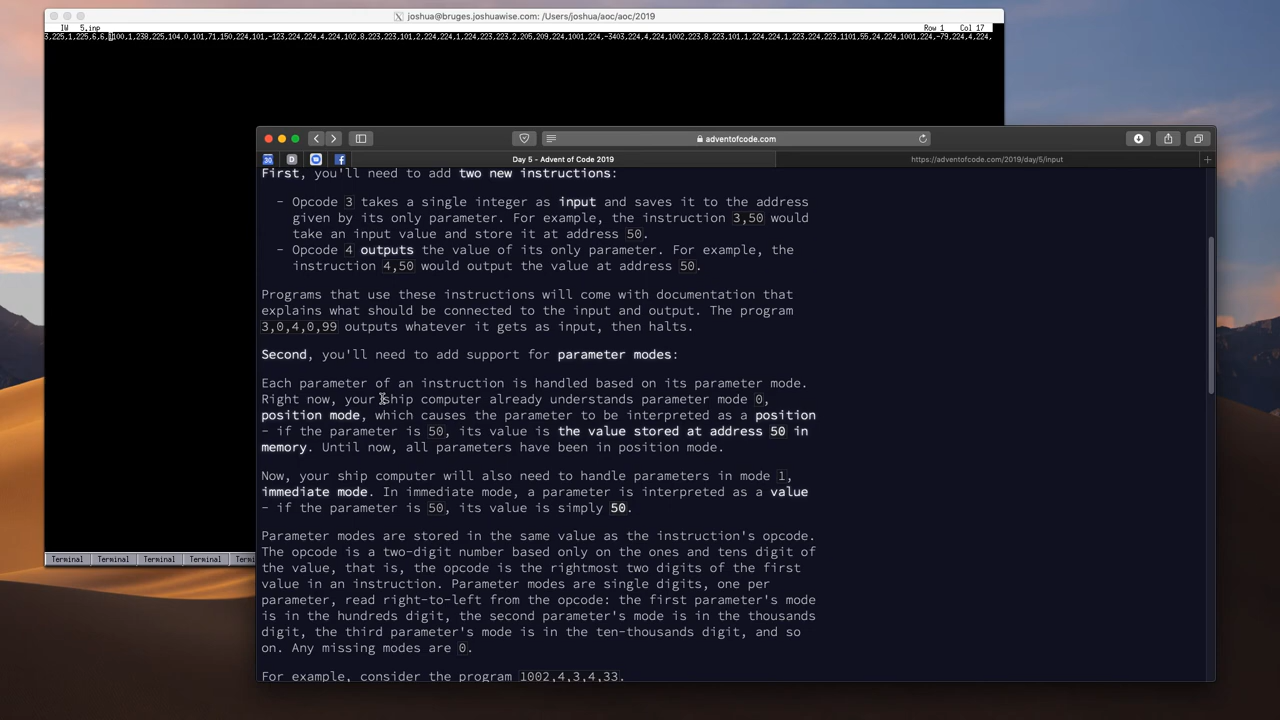 joshua@bruges.joshuawise.com: /Users/joshua/aoc/aoc/2019
IW 5.inp Row 1 Col 17
3,225,1,225,6,6,1100,1,238,225,104,0,101,71,150,224,101,-123,224,224,4,224,102,8,223,223,101,2,224,224,1,224,223,223,2,205,209,224,1001,224,-3403,224,4,224,1002,223,8,223,101,1,224,224,1,224,223,223,1101,55,24,224,1001,224,-79,224,4,224,
adventofcode.com
30 D Day 5 - Advent of Code 2019 https://adventofcode.com/2019/day/5/input
First, you'll need to add two new instructions:
- Opcode 3 takes a single integer as input and saves it to the address
given by its only parameter. For example, the instruction 3,50 would
take an input value and store it at address 50.
- Opcode 4 outputs the value of its only parameter. For example, the
instruction 4,50 would output the value at address 50.
Programs that use these instructions will come with documentation that
explains what should be connected to the input and output. The program
3,0,4,0,99 outputs whatever it gets as input, then halts.
Second, you'll need to add support for parameter modes:
Each parameter of an instruction is handled based on its parameter mode.
Right now, your ship computer already understands parameter mode 0,
position mode, which causes the parameter to be interpreted as a position
- if the parameter is 50, its value is the value stored at address 50 in
memory. Until now, all parameters have been in position mode.
Now, your ship computer will also need to handle parameters in mode 1,
immediate mode. In immediate mode, a parameter is interpreted as a value
- if the parameter is 50, its value is simply 50.
Parameter modes are stored in the same value as the instruction's opcode.
The opcode is a two-digit number based only on the ones and tens digit of
the value, that is, the opcode is the rightmost two digits of the first
value in an instruction. Parameter modes are single digits, one per
parameter, read right-to-left from the opcode: the first parameter's mode
is in the hundreds digit, the second parameter's mode is in the thousands
digit, the third parameter's mode is in the ten-thousands digit, and so
on. Any missing modes are 0.
For example, consider the program 1002,4,3,4,33.
Terminal Terminal Terminal Terminal